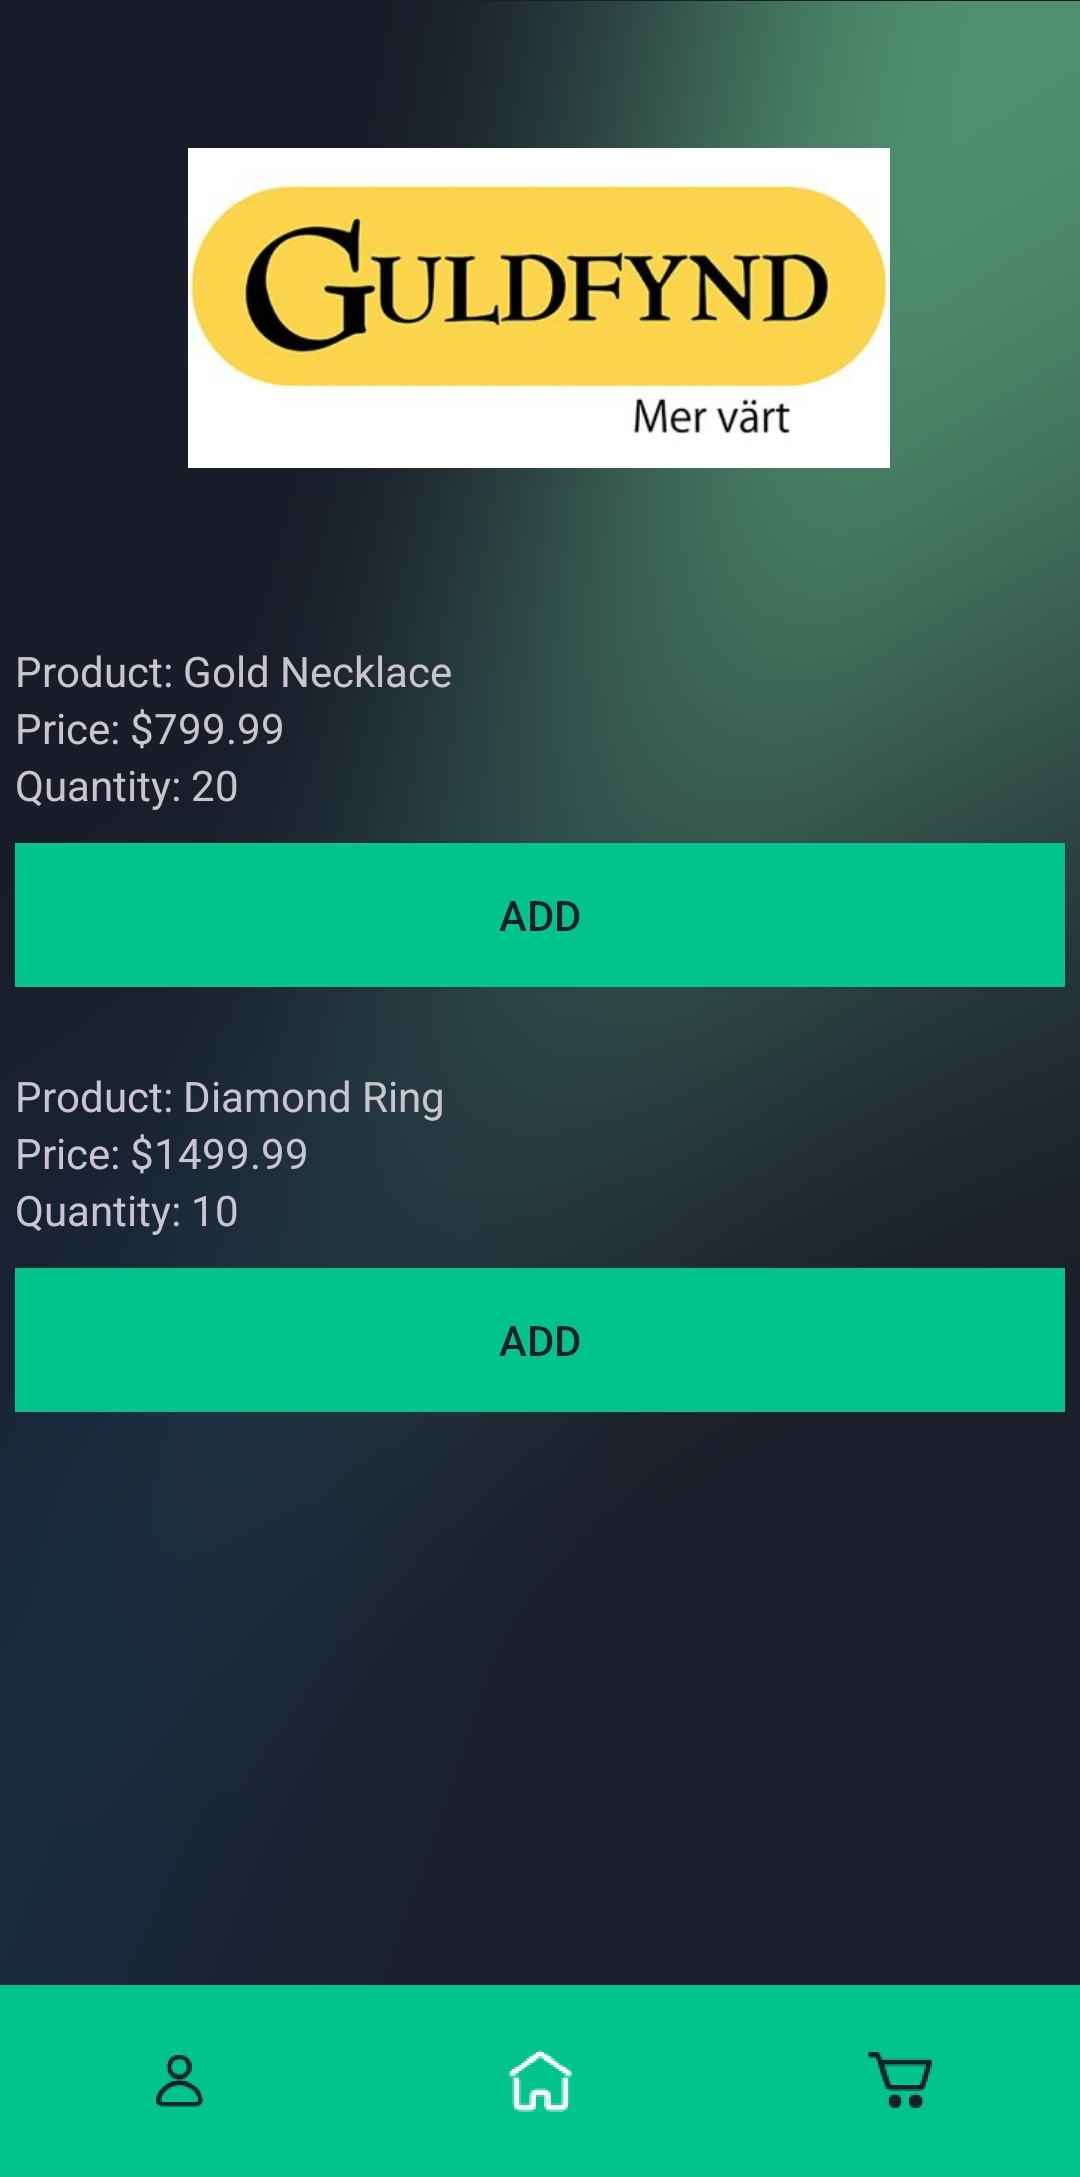 GULDFYND
Mer värt
Product: Gold Necklace
Price: $799.99
Quantity: 20
ADD
Product: Diamond Ring
Price: $1499.99
Quantity: 10
ADD